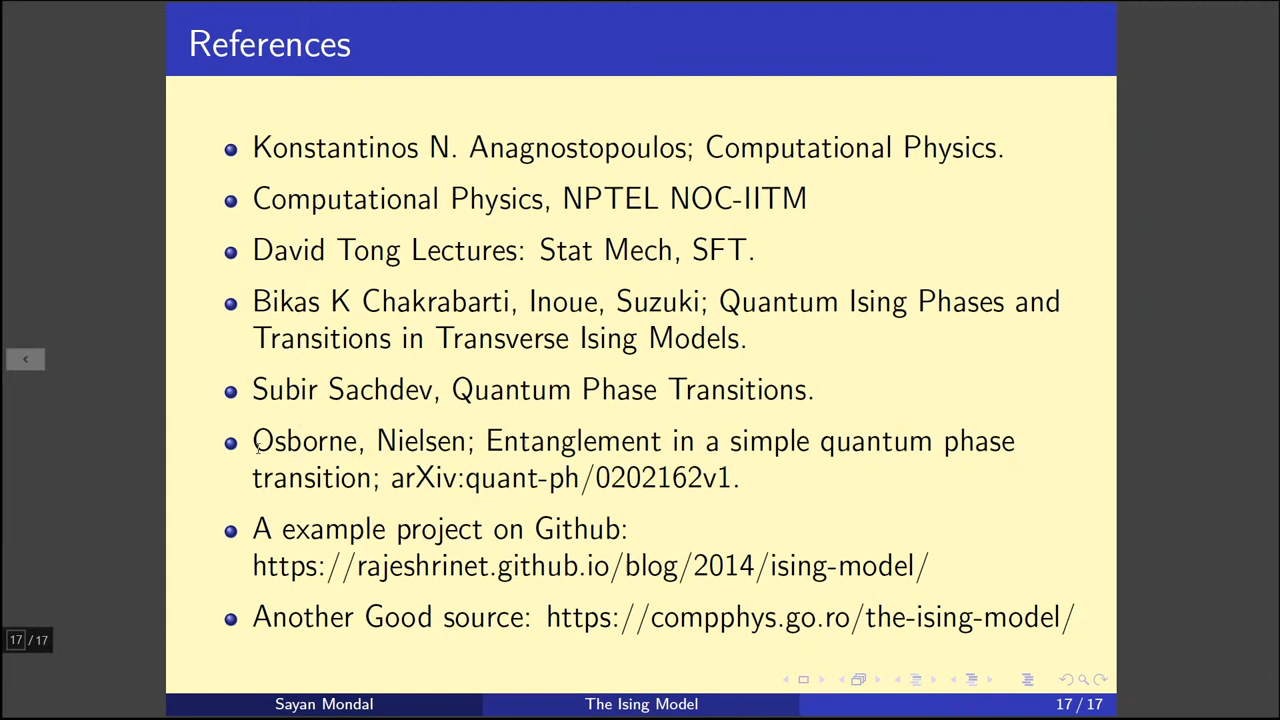 References
Konstantinos N. Anagnostopoulos; Computational Physics.
Computational Physics, NPTEL NOC-IITM
David Tong Lectures: Stat Mech, SFT.
Bikas K Chakrabarti, Inoue, Suzuki; Quantum Ising Phases and
Transitions in Transverse Ising Models.
Subir Sachdev, Quantum Phase Transitions.
Osborne, Nielsen; Entanglement in a simple quantum phase
transition; arXiv:quant-ph/0202162v1.
A example project on Github:
https://rajeshrinet.github.io/blog/2014/ising-model/
Another Good source: https://compphys.go.ro/the-ising-model/
17/17
Sayan Mondal The Ising Model 17 / 17